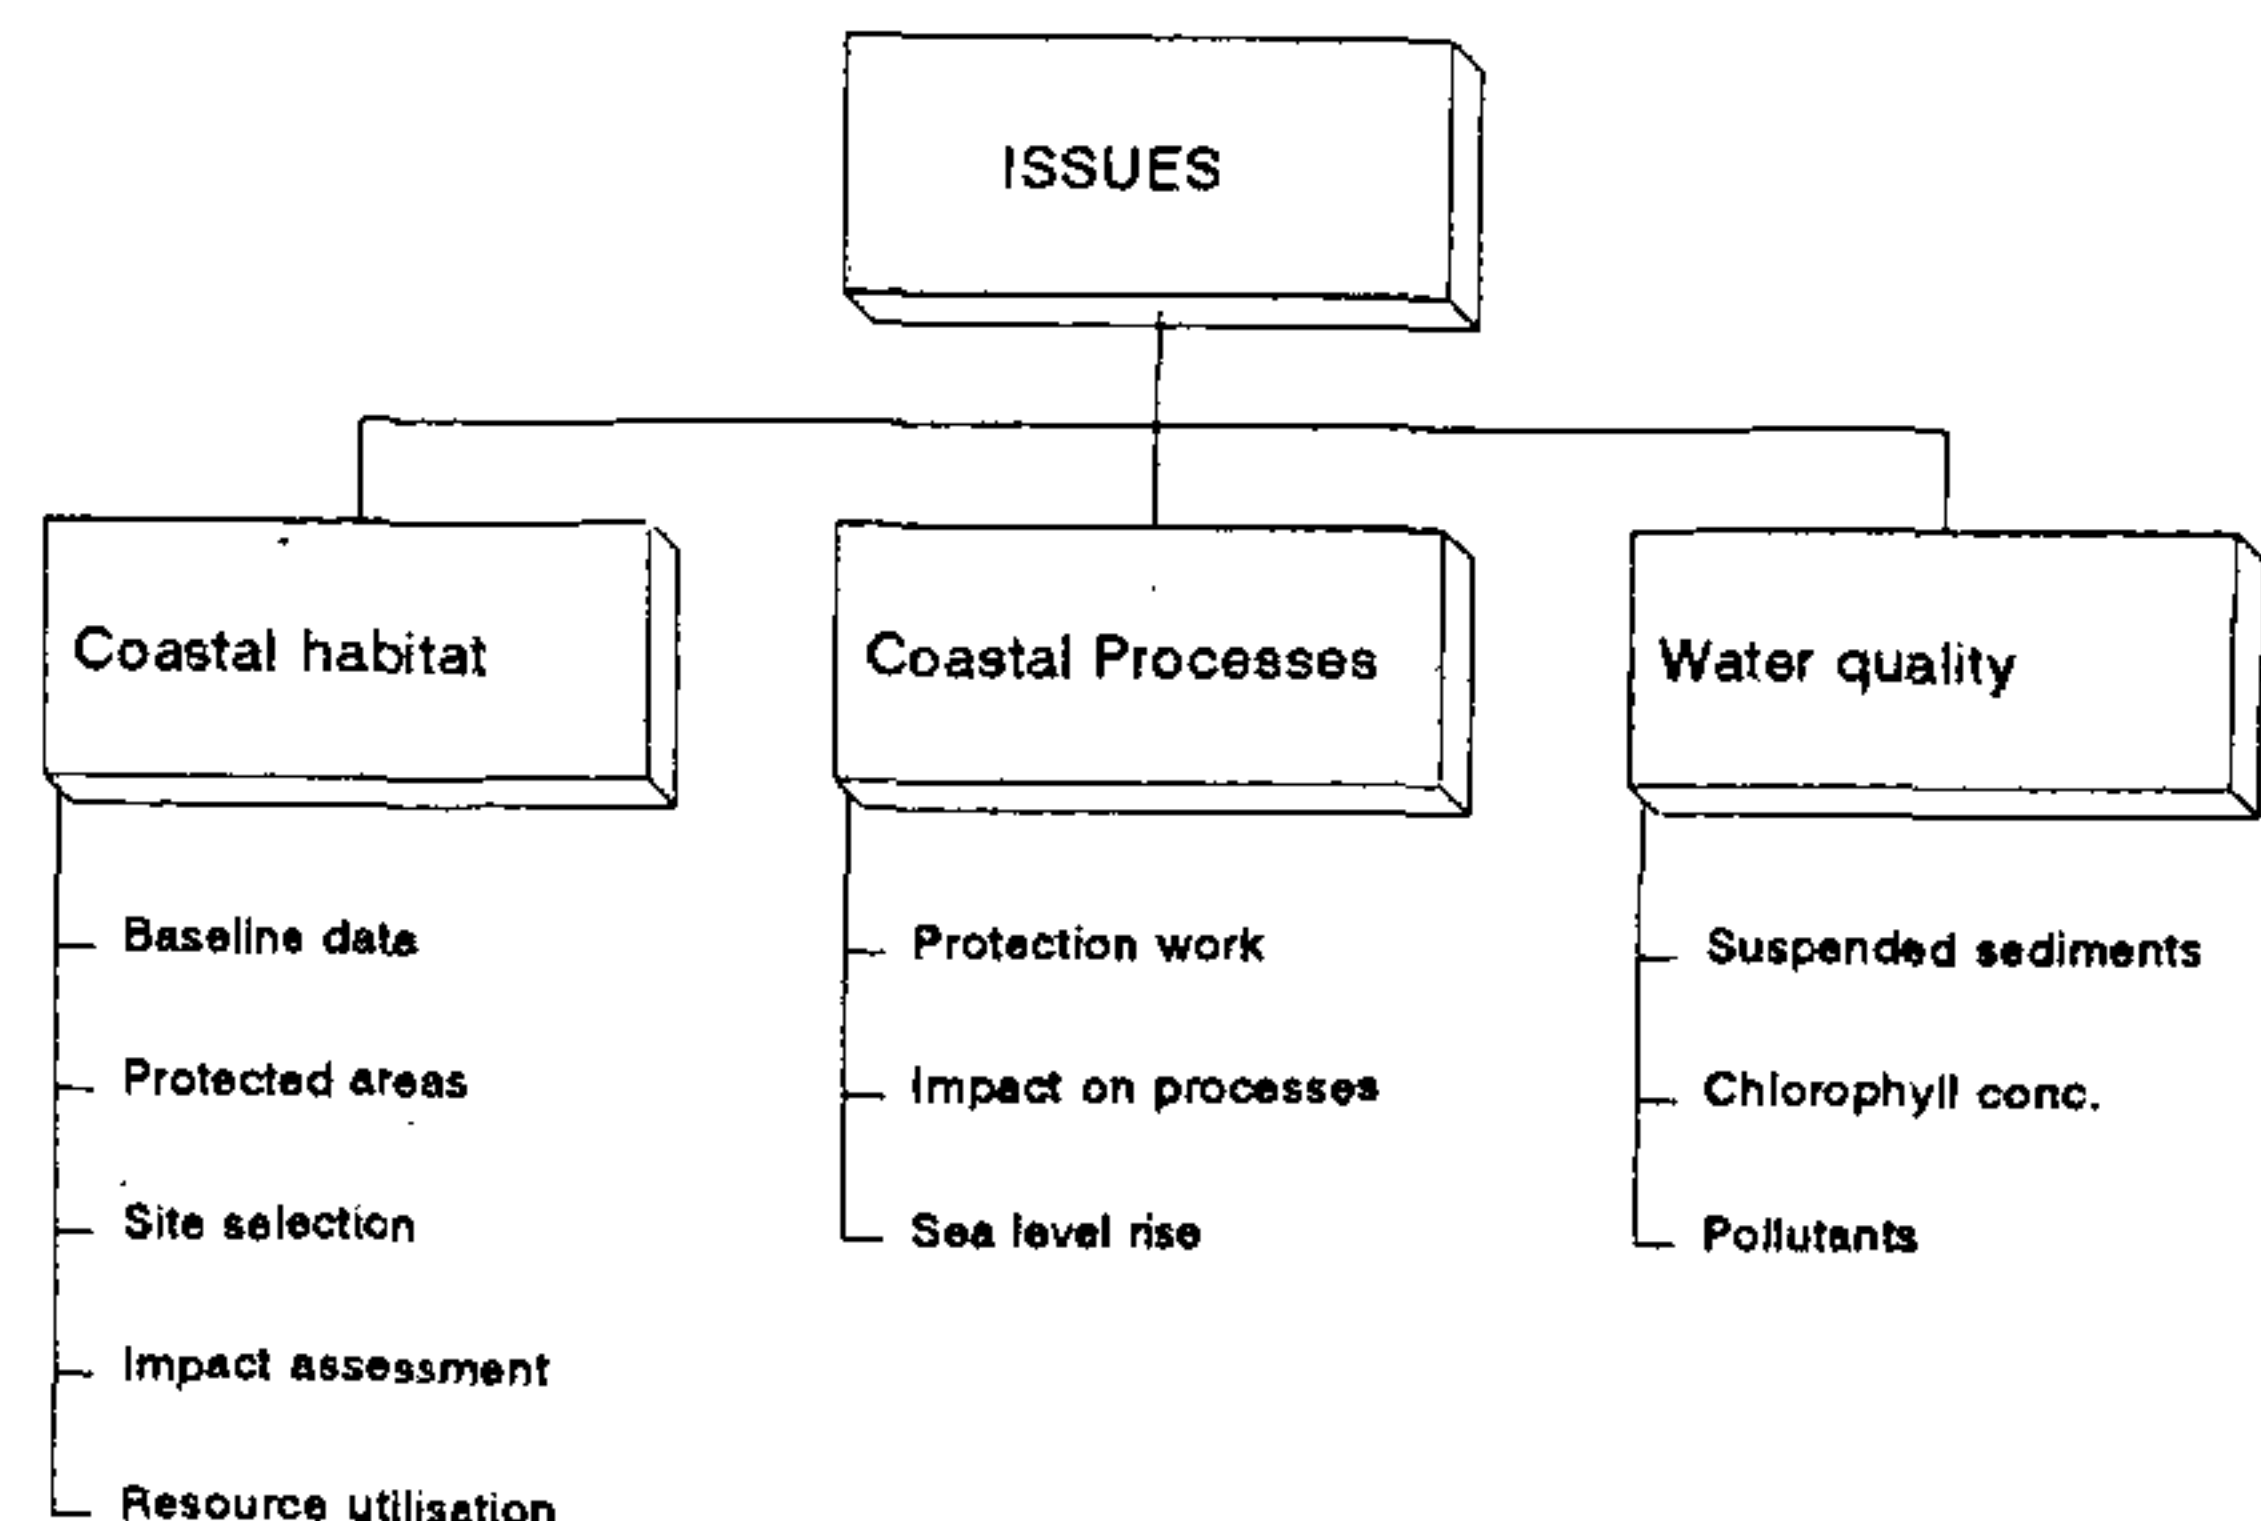 ISSUES
Coastal habitat
Baseline data
Protected areas
Site selection
Impact assessment
Resource utilisation
Coastal Processes
Protection work
Impact on processes
Sea level rise
Water quality
Suspended sediments
Chlorophyll conc.
Pollutants